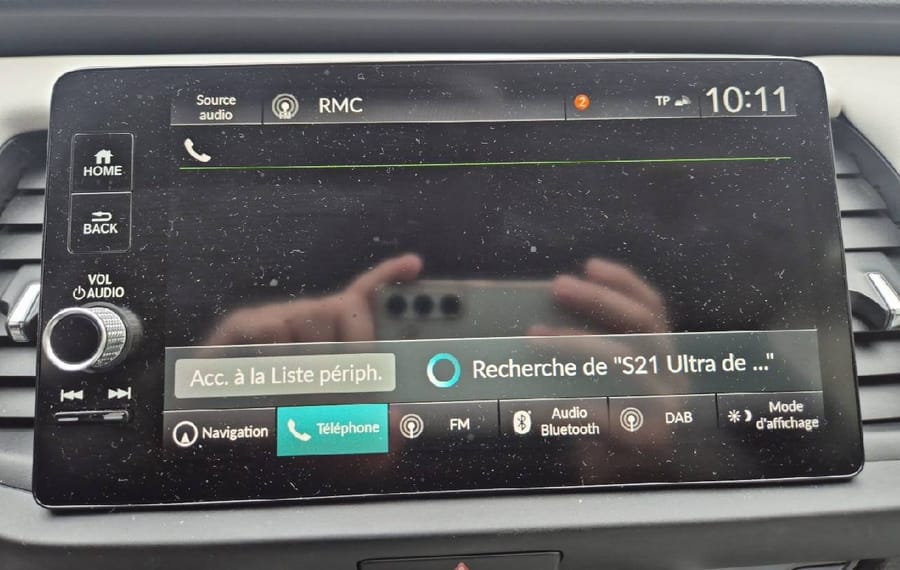 Source
audio
RMC
2
TP
10:11
HOME
BACK
VOL
AUDIO
Acc. à la Liste périph.
Recherche de "S21 Ultra de ..."
Navigation
Téléphone
FM
Audio
Bluetooth
DAB
Mode
d'affichage